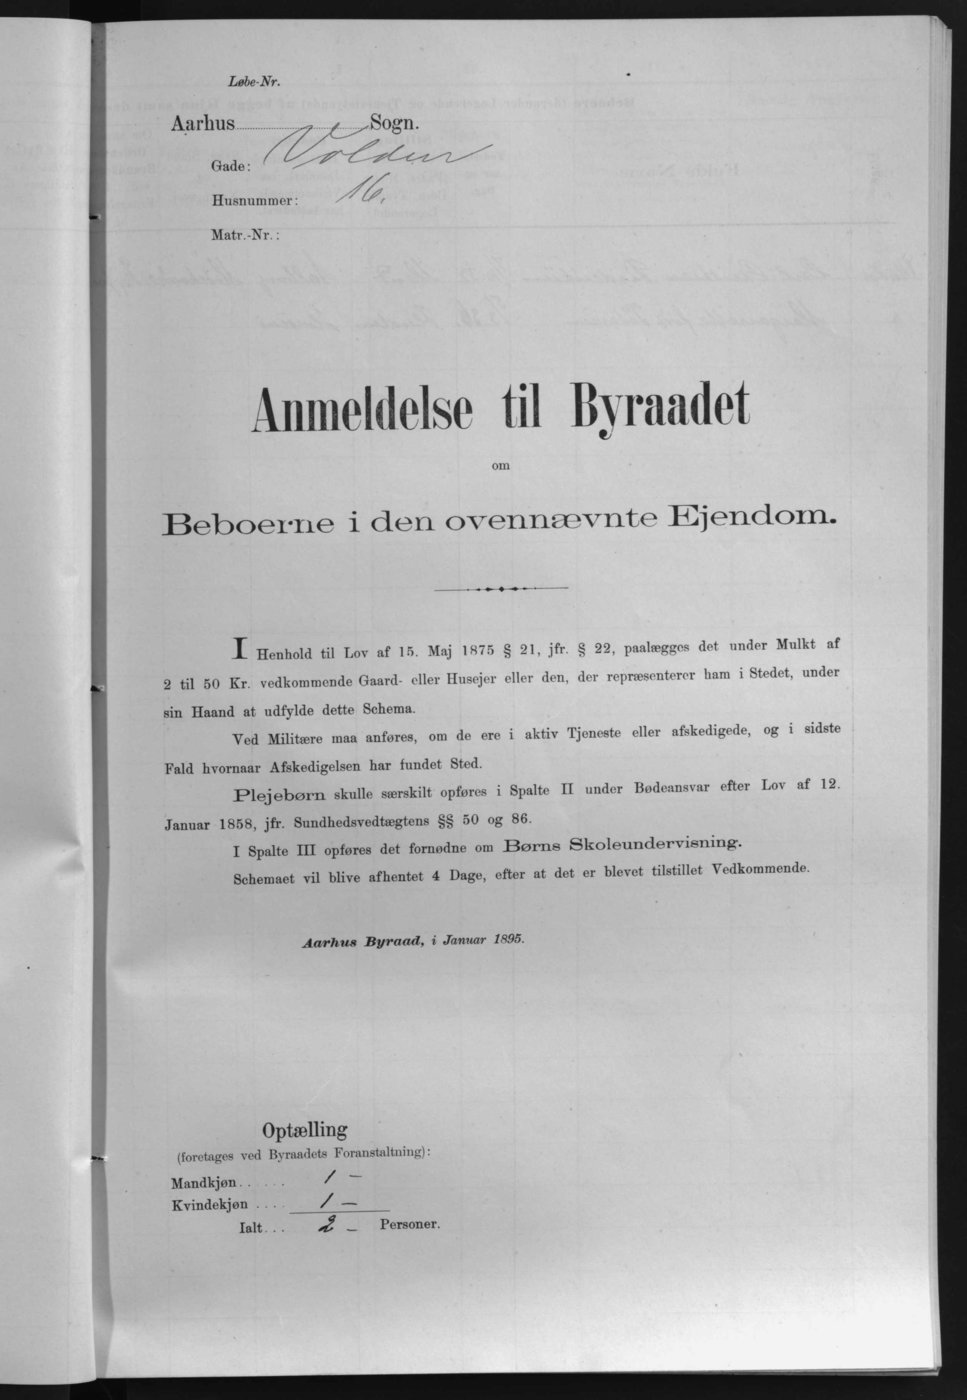 Løbe-Nr.
Aarhus Sogn.
Gade: Volden
Husnummer: 16.
Matr.-Nr.:
Anmeldelse til Byraadet
om
Beboerne i den ovennævnte Ejendom.
I Henhold til Lov af 15. Maj 1875 § 21, jfr. § 22, paalægges det under Mulkt af
2 til 50 Kr. vedkommende Gaard- eller Husejer eller den, der repræsenterer ham i Stedet, under
sin Haand at udfylde dette Schema.
Ved Militære maa anføres, om de ere i aktiv Tjeneste eller afskedigede, og i sidste
Fald hvornaar Afskedigelsen har fundet Sted.
Plejebørn skulle særskilt opføres i Spalte II under Bødeansvar efter Lov af 12.
Januar 1858, jfr. Sundhedsvedtægtens §§ 50 og 86.
I Spalte III opføres det fornødne om Børns Skoleundervisning.
Schemaet vil blive afhentet 4 Dage, efter at det er blevet tilstillet Vedkommende.
Aarhus Byraad, i Januar 1895.
Optælling
(foretages ved Byraadets Foranstaltning):
Mandkjøn..... 1 —
Kvindekjøn.... 1 —
Ialt... 2 — Personer.